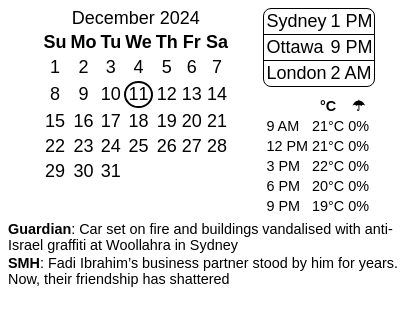 December 2024
Su Mo Tu We Th Fr Sa
1 2 3 4 5 6 7
8 9 10 11 12 13 14
15 16 17 18 19 20 21
22 23 24 25 26 27 28
29 30 31
Sydney 1 PM
Ottawa 9 PM
London 2 AM
°C ☂
9 AM 21°C 0%
12 PM 21°C 0%
3 PM 22°C 0%
6 PM 20°C 0%
9 PM 19°C 0%
Guardian: Car set on fire and buildings vandalised with anti-
Israel graffiti at Woollahra in Sydney
SMH: Fadi Ibrahim’s business partner stood by him for years.
Now, their friendship has shattered